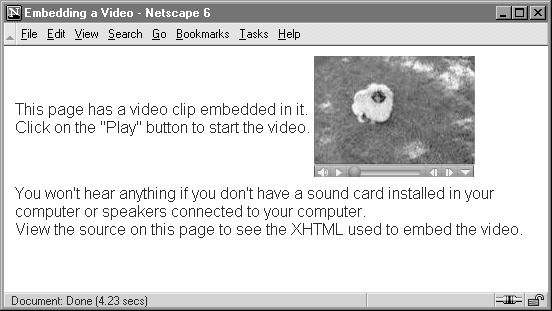 Embedding a Video - Netscape 6
File Edit View Search Go Bookmarks Tasks Help
This page has a video clip embedded in it.
Click on the "Play" button to start the video.
You won't hear anything if you don't have a sound card installed in your
computer or speakers connected to your computer.
View the source on this page to see the XHTML used to embed the video.
Document: Done (4.23 secs)